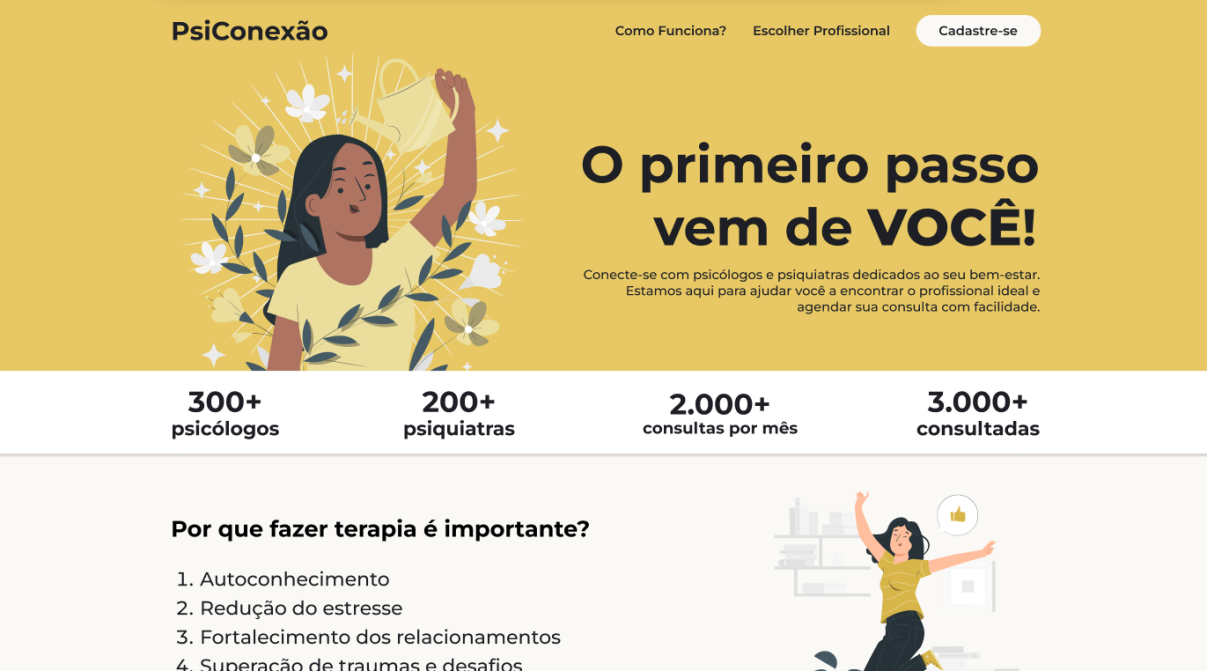 PsiConexão
Como Funciona?
Escolher Profissional
Cadastre-se
O primeiro passo
vem de VOCÊ!
Conecte-se com psicólogos e psiquiatras dedicados ao seu bem-estar.
Estamos aqui para ajudar você a encontrar o profissional ideal e
agendar sua consulta com facilidade.
300+
psicólogos
200+
psiquiatras
2.000+
consultas por mês
3.000+
consultadas
Por que fazer terapia é importante?
1. Autoconhecimento
2. Redução do estresse
3. Fortalecimento dos relacionamentos
4. Superação de traumas e desafios